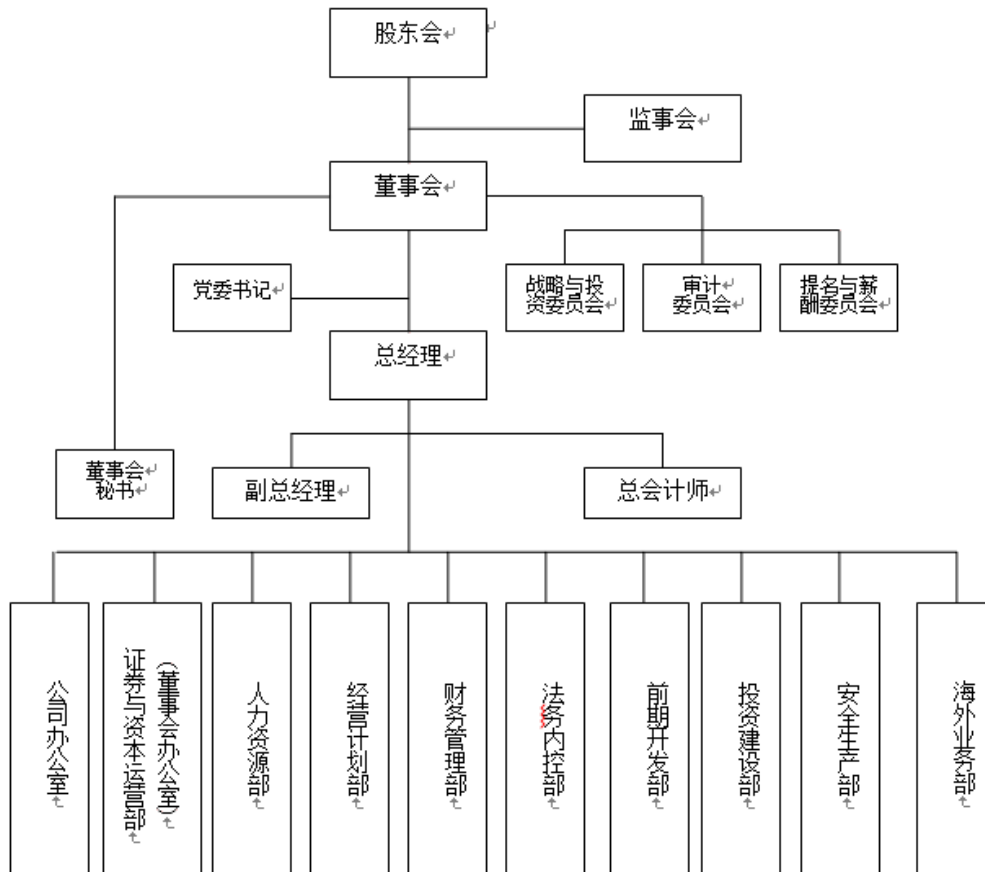 股东会
监事会
董事会
党委书记
战略与投
资委员会
审计
委员会
提名与薪
酬委员会
总经理
董事会
秘书
副总经理
总会计师
公司办公室
证券与资本运营部
(董事会办公室)
人力资源部
经营计划部
财务管理部
法务内控部
前期开发部
投资建设部
安全生产部
海外业务部